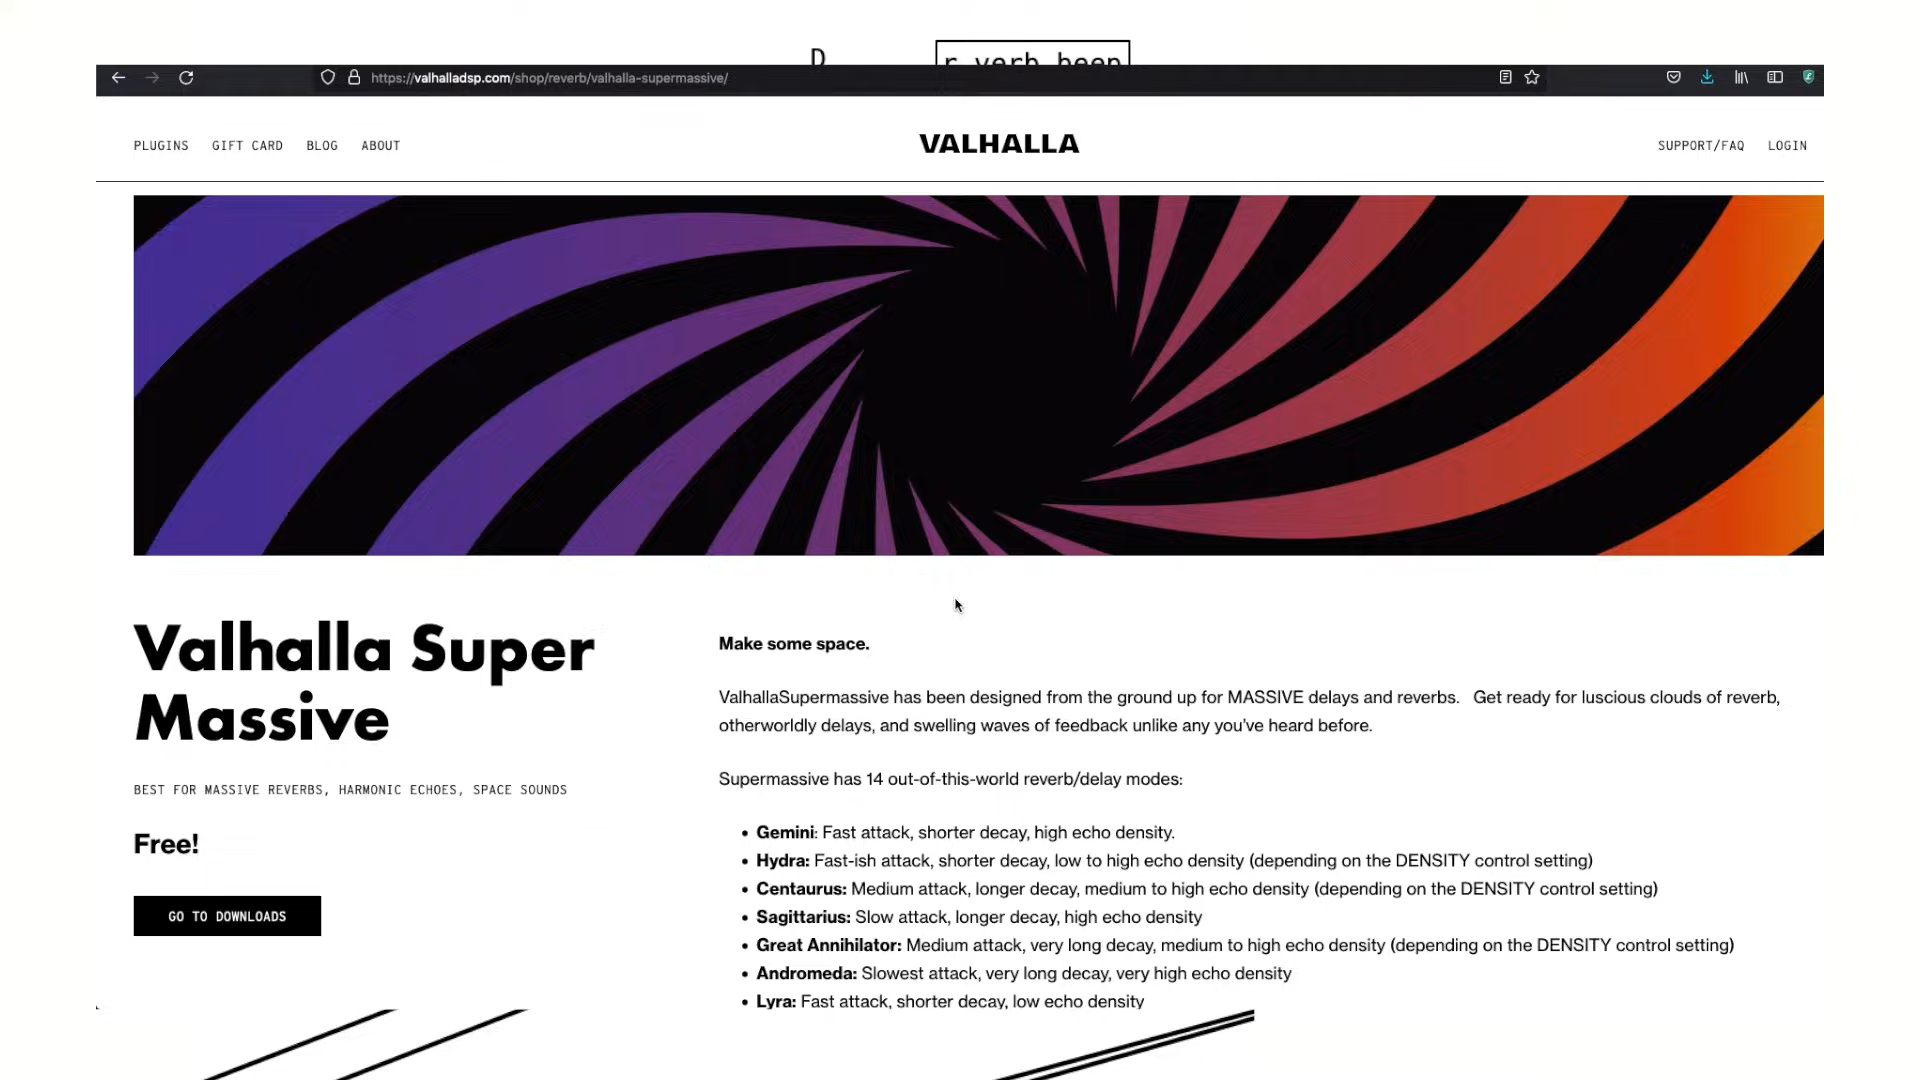 D r verb been
https://valhalladsp.com/shop/reverb/valhalla-supermassive/
PLUGINS GIFT CARD BLOG ABOUT
VALHALLA
SUPPORT/FAQ LOGIN
Valhalla Super
Massive
BEST FOR MASSIVE REVERBS, HARMONIC ECHOES, SPACE SOUNDS
Free!
GO TO DOWNLOADS
Make some space.
ValhallaSupermassive has been designed from the ground up for MASSIVE delays and reverbs. Get ready for luscious clouds of reverb,
otherworldly delays, and swelling waves of feedback unlike any you've heard before.
Supermassive has 14 out-of-this-world reverb/delay modes:
• Gemini: Fast attack, shorter decay, high echo density.
• Hydra: Fast-ish attack, shorter decay, low to high echo density (depending on the DENSITY control setting)
• Centaurus: Medium attack, longer decay, medium to high echo density (depending on the DENSITY control setting)
• Sagittarius: Slow attack, longer decay, high echo density
• Great Annihilator: Medium attack, very long decay, medium to high echo density (depending on the DENSITY control setting)
• Andromeda: Slowest attack, very long decay, very high echo density
• Lyra: Fast attack, shorter decay, low echo density